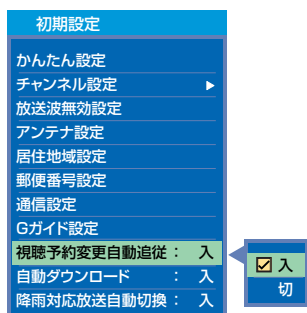 初期設定
かんたん設定
チャンネル設定 ▶
放送波無効設定
アンテナ設定
居住地域設定
郵便番号設定
通信設定
Gガイド設定
視聴予約変更自動追従 : 入
自動ダウンロード : 入
降雨対応放送自動切換 : 入
☑ 入
切